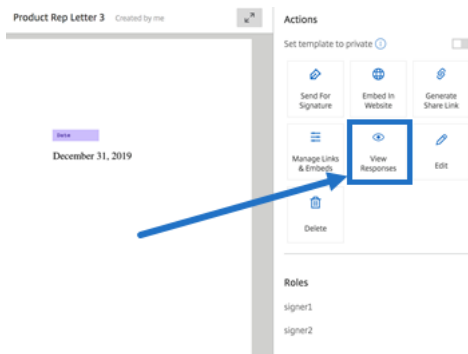 Product Rep Letter 3 Created by me
Date
December 31, 2019
Actions
Set template to private
Send For
Signature
Embed in
Website
Generate
Share Link
Manage Links
& Embeds
View
Responses
Edit
Delete
Roles
signer1
signer2